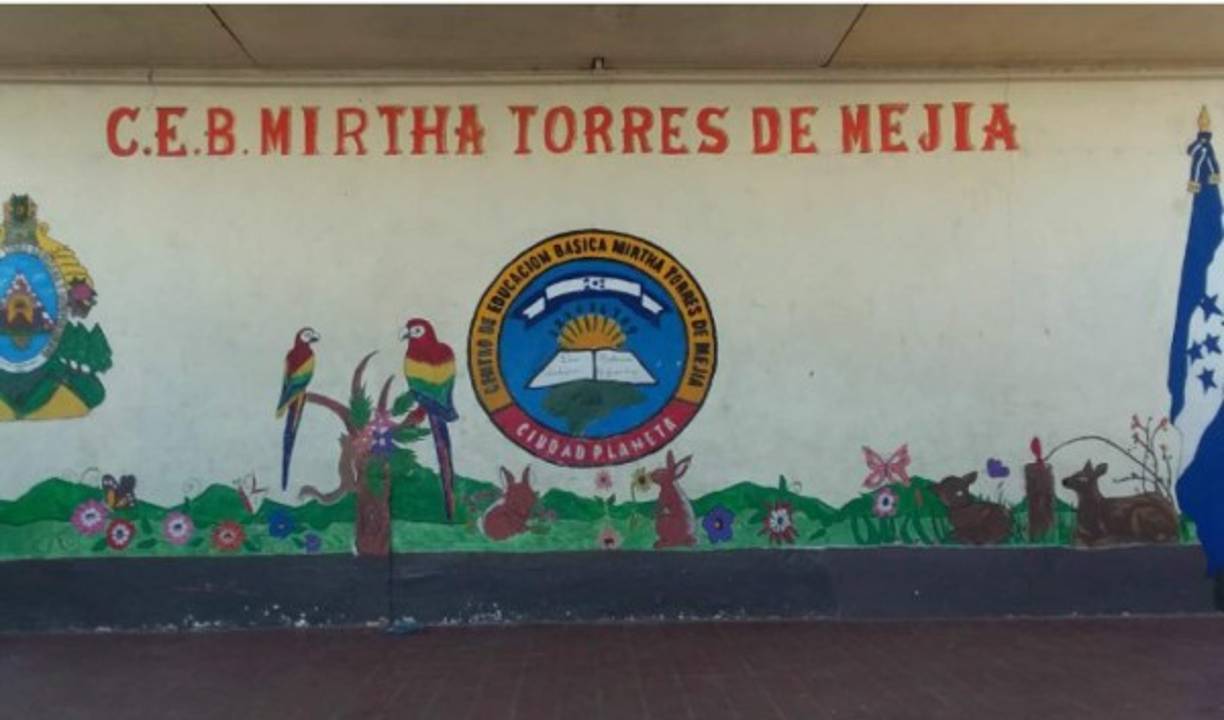 C.E.B. MIRTHA TORRES DE MEJIA
CENTRO DE EDUCACION BASICA MIRTHA TORRES DE MEJIA
CIUDAD PLANETA